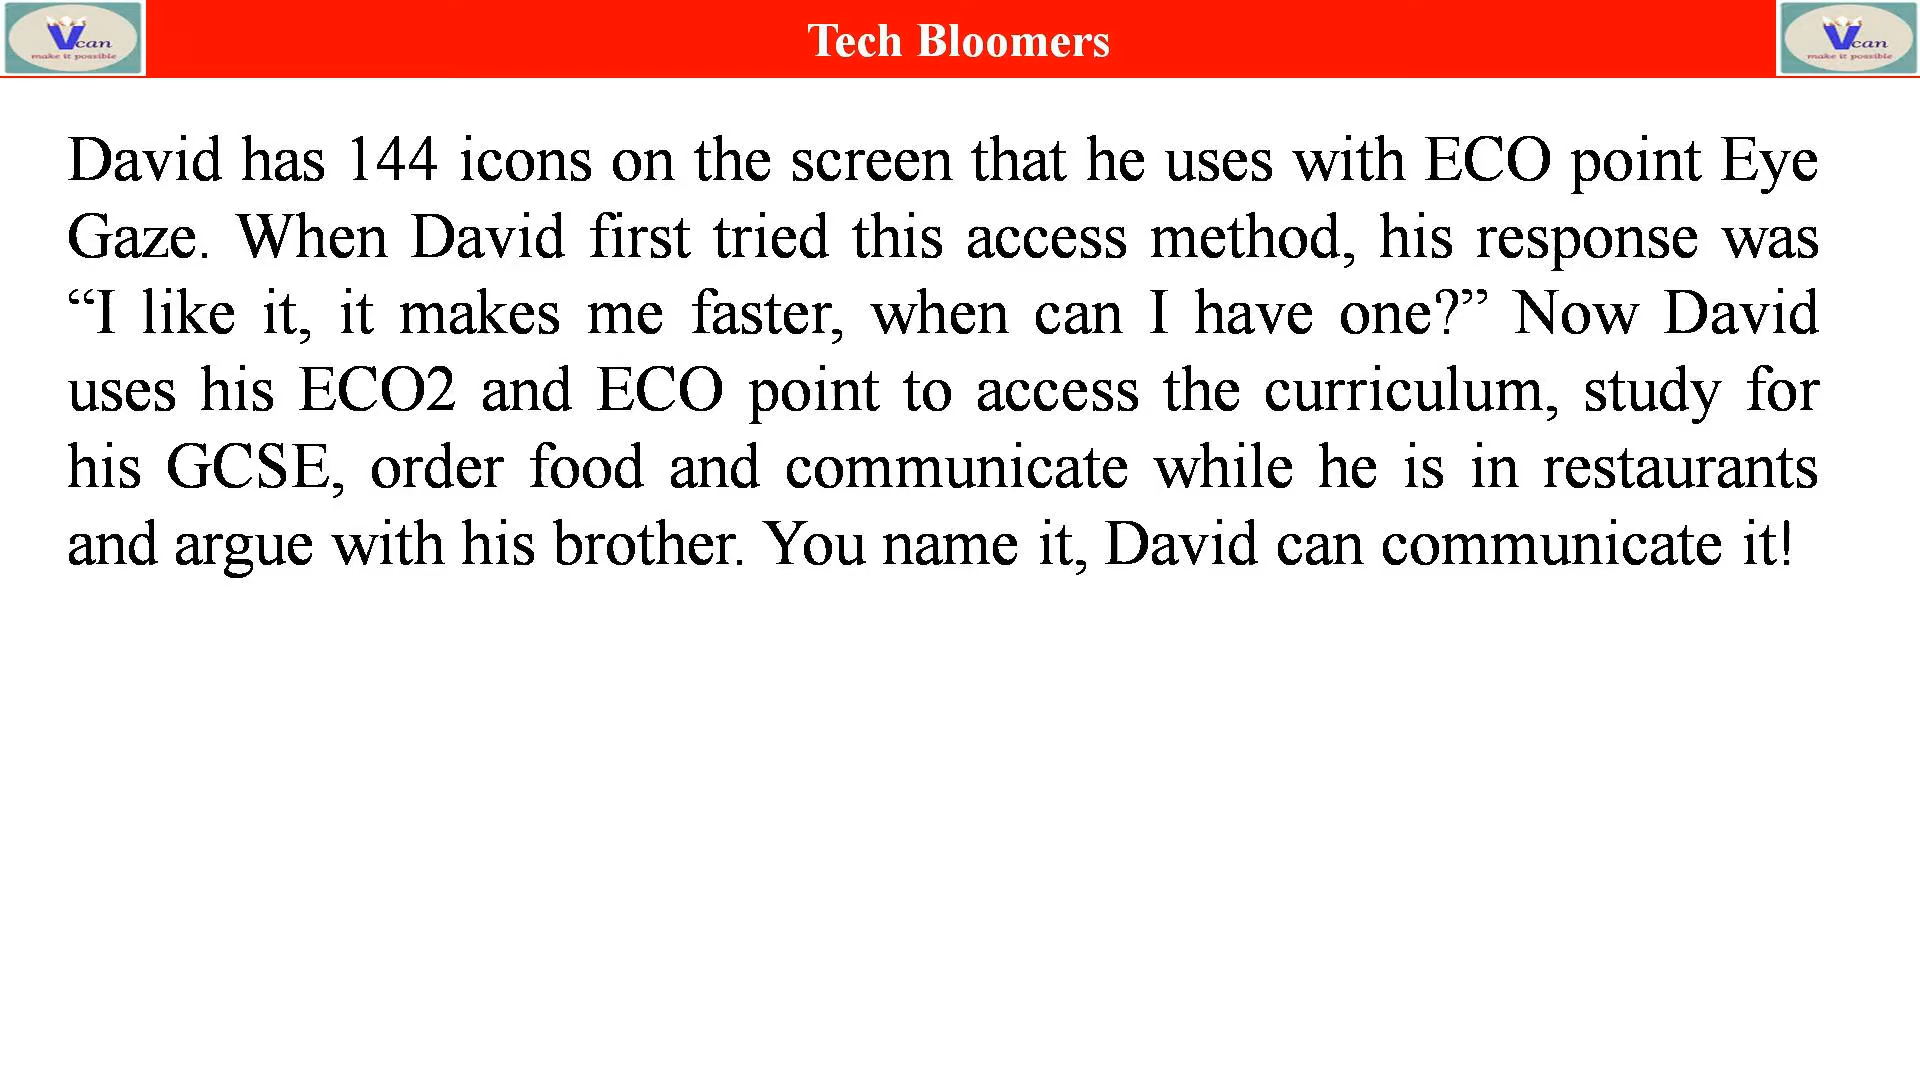 Vcan
make it possible
Tech Bloomers
Vcan
make it possible
David has 144 icons on the screen that he uses with ECO point Eye
Gaze. When David first tried this access method, his response was
“I like it, it makes me faster, when can I have one?” Now David
uses his ECO2 and ECO point to access the curriculum, study for
his GCSE, order food and communicate while he is in restaurants
and argue with his brother. You name it, David can communicate it!